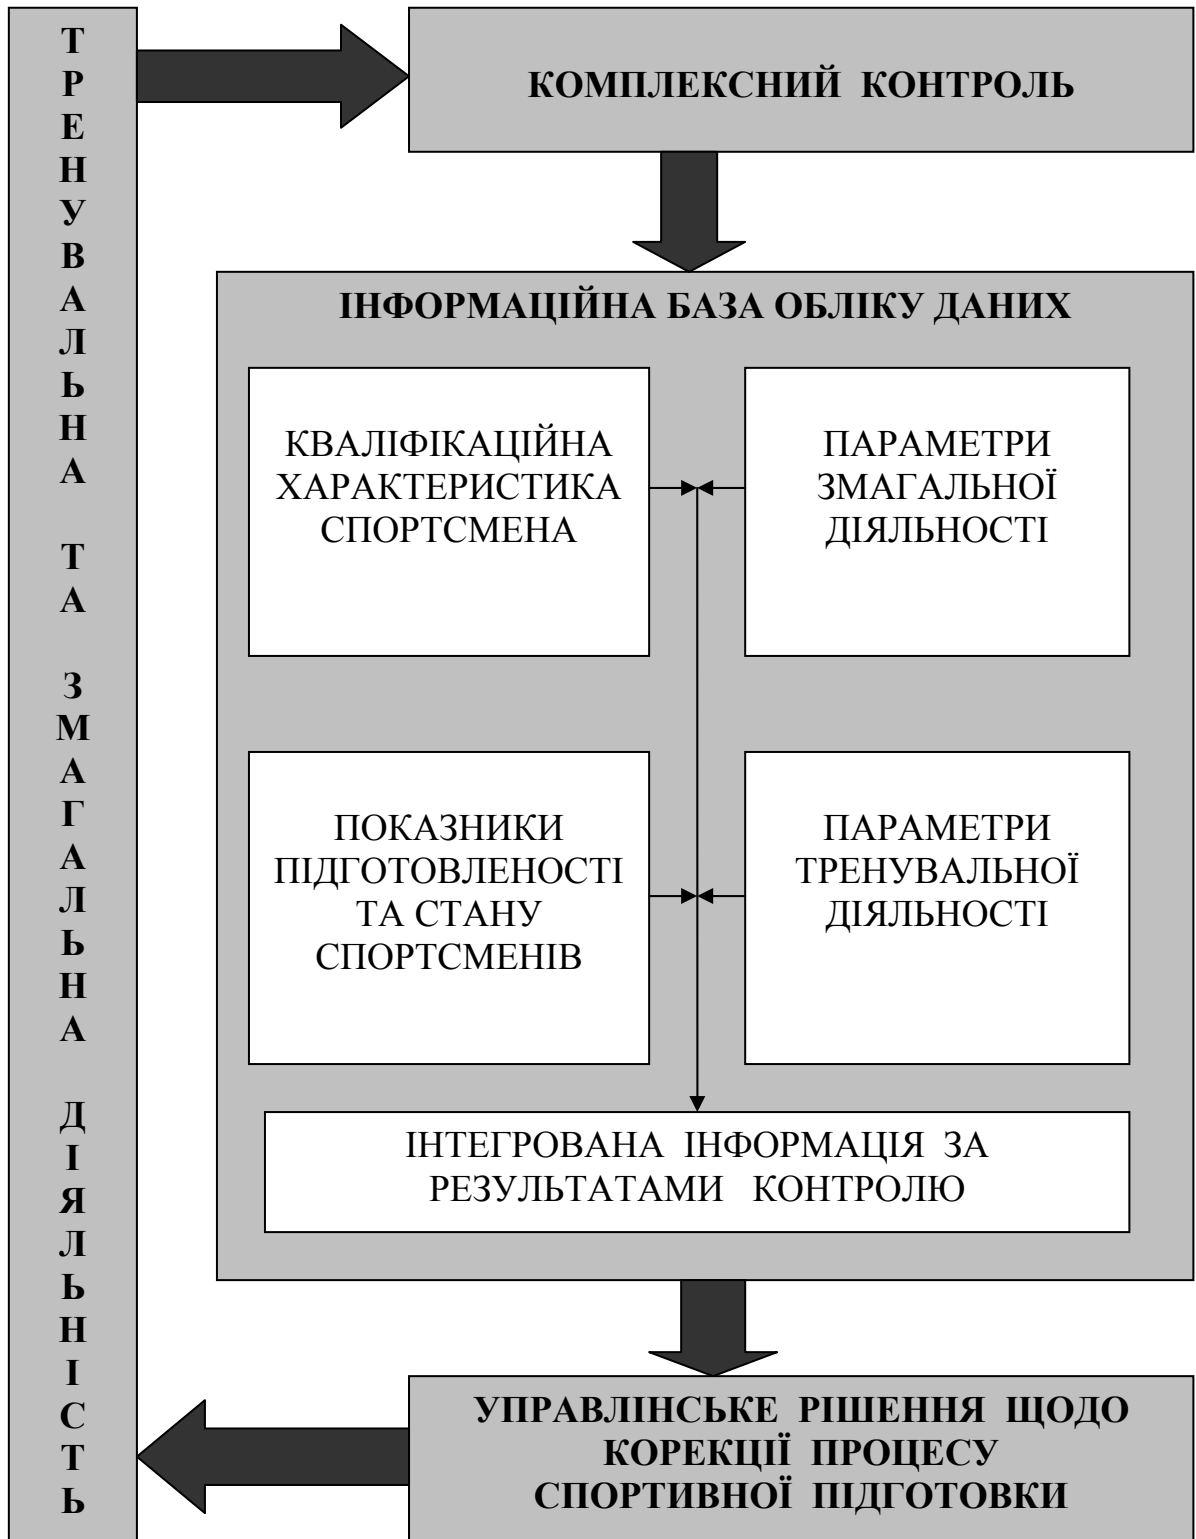 ТРЕНУВАЛЬНА ТА ЗМАГАЛЬНА ДІЯЛЬНІСТЬ
КОМПЛЕКСНИЙ КОНТРОЛЬ
ІНФОРМАЦІЙНА БАЗА ОБЛІКУ ДАНИХ
КВАЛІФІКАЦІЙНА
ХАРАКТЕРИСТИКА
СПОРТСМЕНА
ПАРАМЕТРИ
ЗМАГАЛЬНОЇ
ДІЯЛЬНОСТІ
ПОКАЗНИКИ
ПІДГОТОВЛЕНОСТІ
ТА СТАНУ
СПОРТСМЕНІВ
ПАРАМЕТРИ
ТРЕНУВАЛЬНОЇ
ДІЯЛЬНОСТІ
ІНТЕГРОВАНА ІНФОРМАЦІЯ ЗА
РЕЗУЛЬТАТАМИ КОНТРОЛЮ
УПРАВЛІНСЬКЕ РІШЕННЯ ЩОДО
КОРЕКЦІЇ ПРОЦЕСУ
СПОРТИВНОЇ ПІДГОТОВКИ